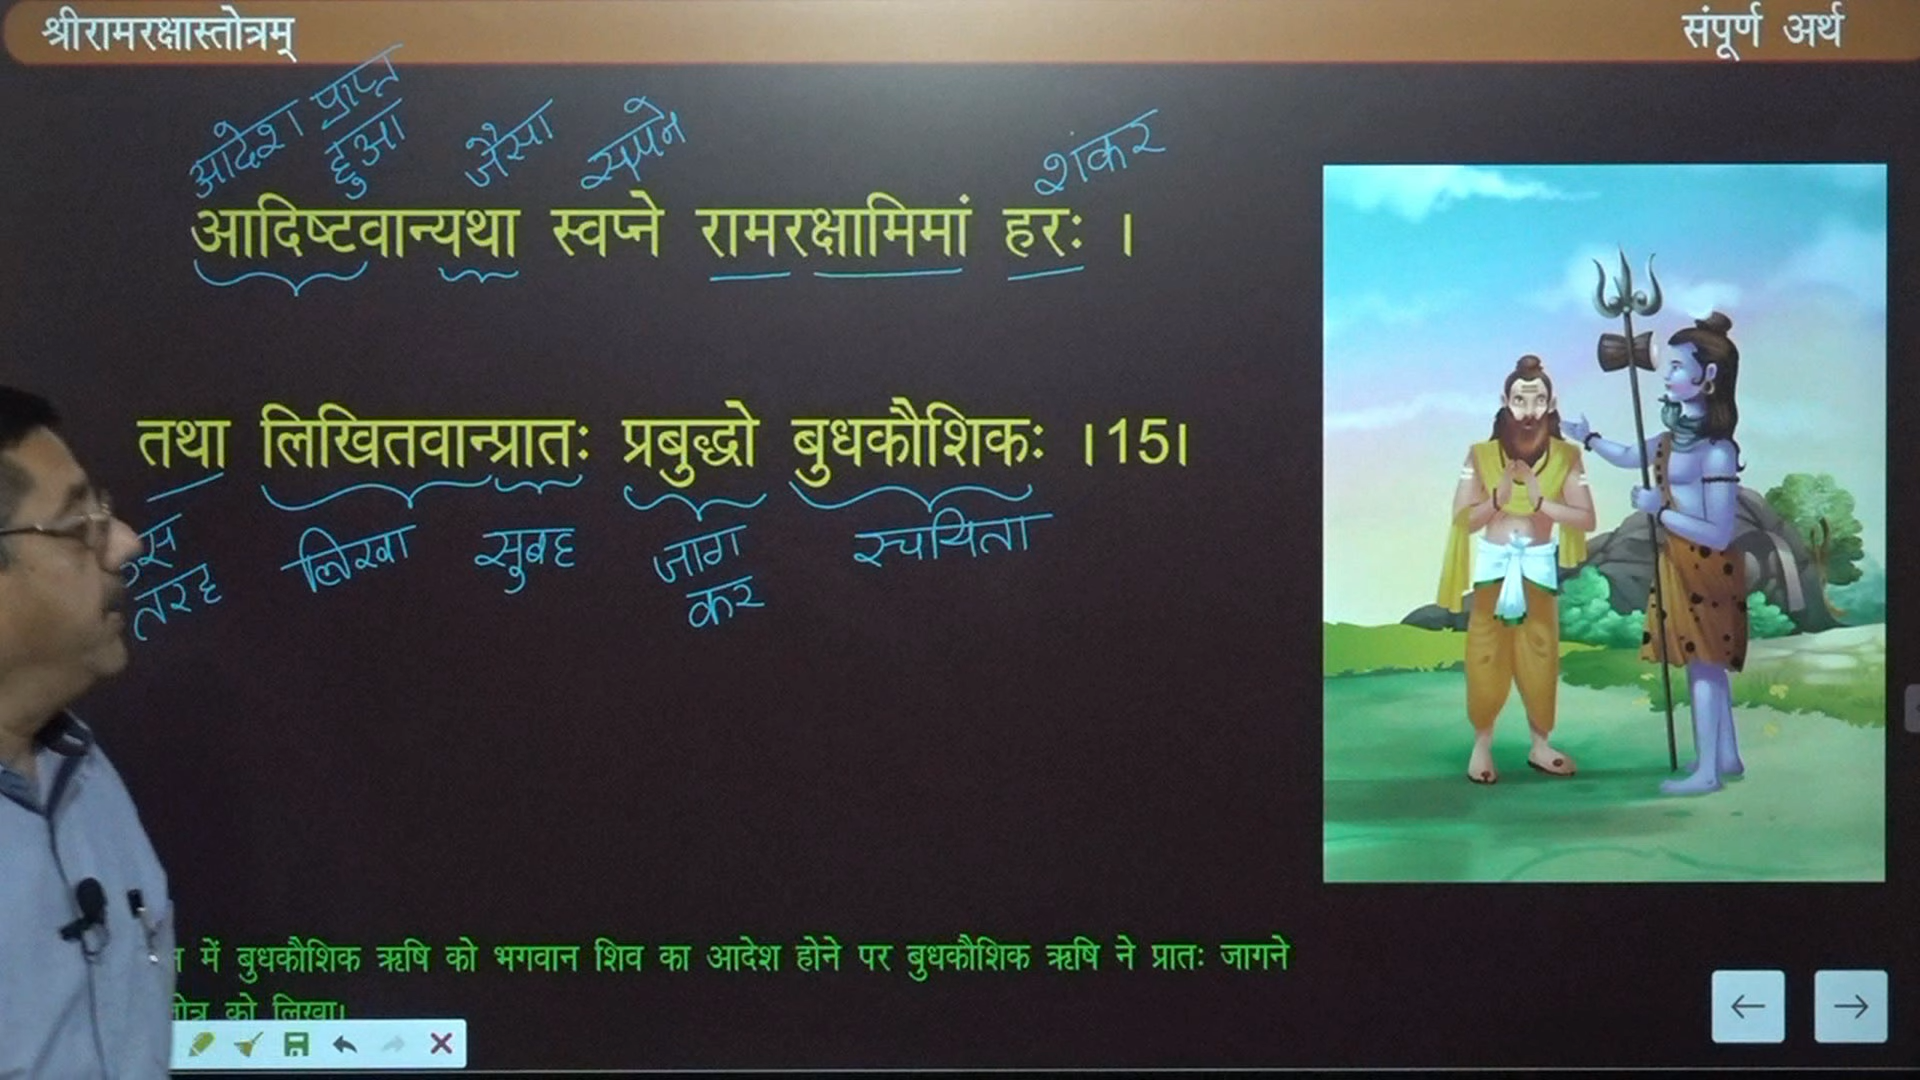 श्रीरामरक्षास्तोत्रम् संपूर्ण अर्थ
आदेश प्राप्त हुआ जैसा सपने शंकर
आदिष्टवान्यथा स्वप्ने रामरक्षामिमां हरः ।
तथा लिखितवान्प्रातः प्रबुद्धो बुधकौशिकः ।15।
लिखा सुबह जाग रचयिता
तरह कर
में बुधकौशिक ऋषि को भगवान शिव का आदेश होने पर बुधकौशिक ऋषि ने प्रातः जागने
को लिखा।